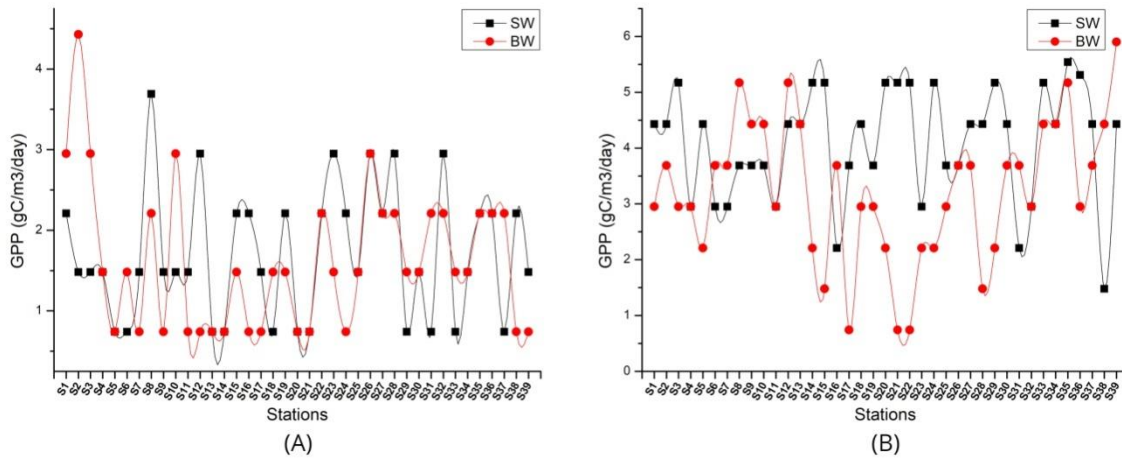 SW
BW
4
3
2
1
GPP (gC/m3/day)
S1 S2 S3 S4 S5 S6 S7 S8 S9 S10 S11 S12 S13 S14 S15 S16 S17 S18 S19 S20 S21 S22 S23 S24 S25 S26 S27 S28 S29 S30 S31 S32 S33 S34 S35 S36 S37 S38 S39
Stations
(A)
SW
BW
6
5
4
3
2
1
0
GPP (gC/m3/day)
S1 S2 S3 S4 S5 S6 S7 S8 S9 S10 S11 S12 S13 S14 S15 S16 S17 S18 S19 S20 S21 S22 S23 S24 S25 S26 S27 S28 S29 S30 S31 S32 S33 S34 S35 S36 S37 S38 S39
Stations
(B)